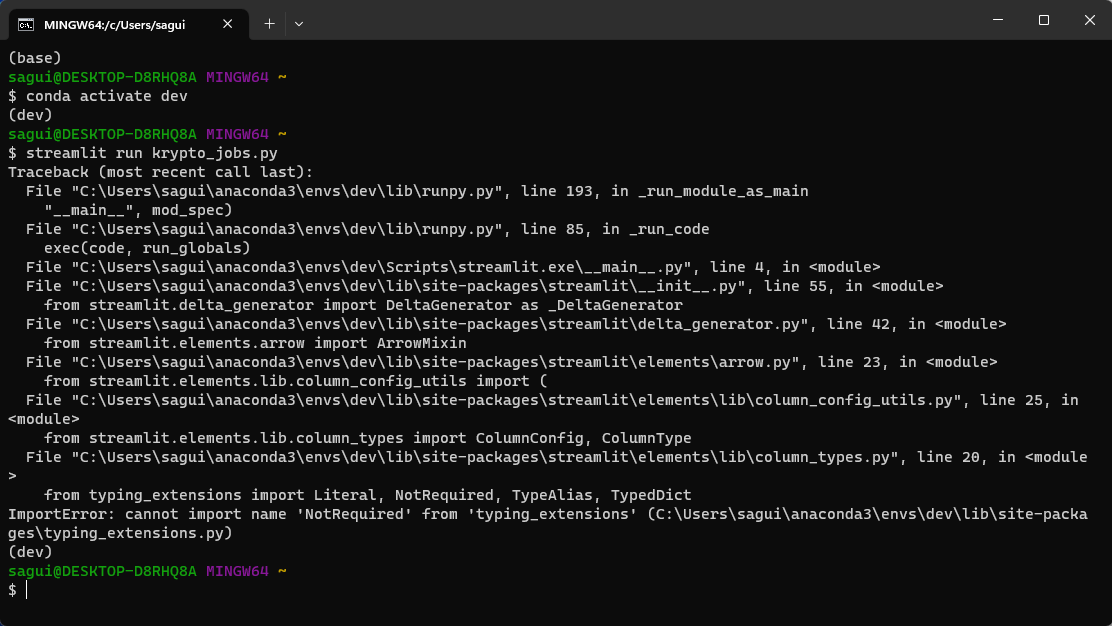 MINGW64:/c/Users/sagui
(base)
sagui@DESKTOP-D8RHQ8A MINGW64 ~
$ conda activate dev
(dev)
sagui@DESKTOP-D8RHQ8A MINGW64 ~
$ streamlit run krypto_jobs.py
Traceback (most recent call last):
  File "C:\Users\sagui\anaconda3\envs\dev\lib\runpy.py", line 193, in _run_module_as_main
    "__main__", mod_spec)
  File "C:\Users\sagui\anaconda3\envs\dev\lib\runpy.py", line 85, in _run_code
    exec(code, run_globals)
  File "C:\Users\sagui\anaconda3\envs\dev\Scripts\streamlit.exe\__main__.py", line 4, in <module>
  File "C:\Users\sagui\anaconda3\envs\dev\lib\site-packages\streamlit\__init__.py", line 55, in <module>
    from streamlit.delta_generator import DeltaGenerator as _DeltaGenerator
  File "C:\Users\sagui\anaconda3\envs\dev\lib\site-packages\streamlit\delta_generator.py", line 42, in <module>
    from streamlit.elements.arrow import ArrowMixin
  File "C:\Users\sagui\anaconda3\envs\dev\lib\site-packages\streamlit\elements\arrow.py", line 23, in <module>
    from streamlit.elements.lib.column_config_utils import (
  File "C:\Users\sagui\anaconda3\envs\dev\lib\site-packages\streamlit\elements\lib\column_config_utils.py", line 25, in
<module>
    from streamlit.elements.lib.column_types import ColumnConfig, ColumnType
  File "C:\Users\sagui\anaconda3\envs\dev\lib\site-packages\streamlit\elements\lib\column_types.py", line 20, in <module
>
    from typing_extensions import Literal, NotRequired, TypeAlias, TypedDict
ImportError: cannot import name 'NotRequired' from 'typing_extensions' (C:\Users\sagui\anaconda3\envs\dev\lib\site-packa
ges\typing_extensions.py)
(dev)
sagui@DESKTOP-D8RHQ8A MINGW64 ~
$